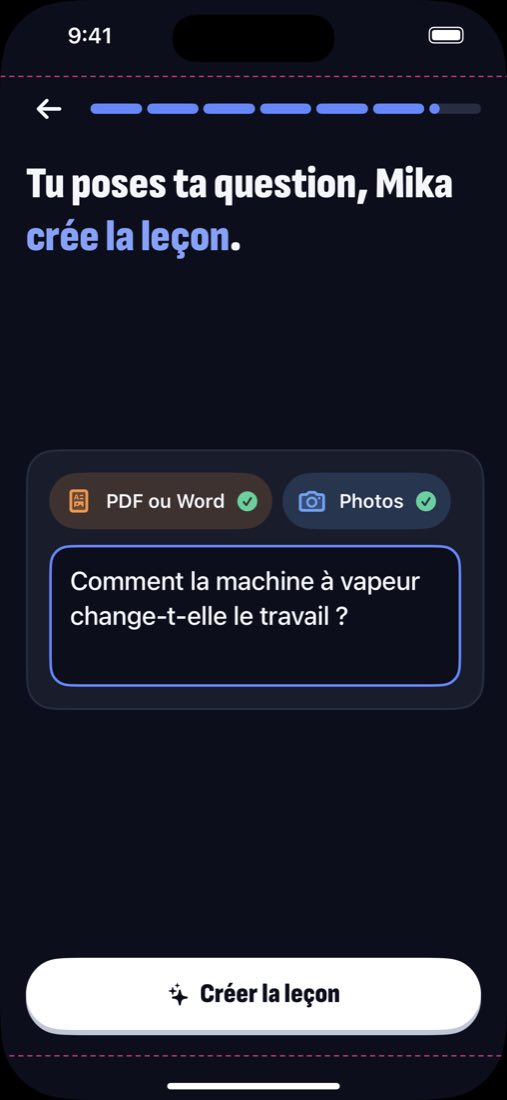 9:41
Tu poses ta question, Mika
crée la leçon.
PDF ou Word
Photos
Comment la machine à vapeur
change-t-elle le travail ?
Créer la leçon